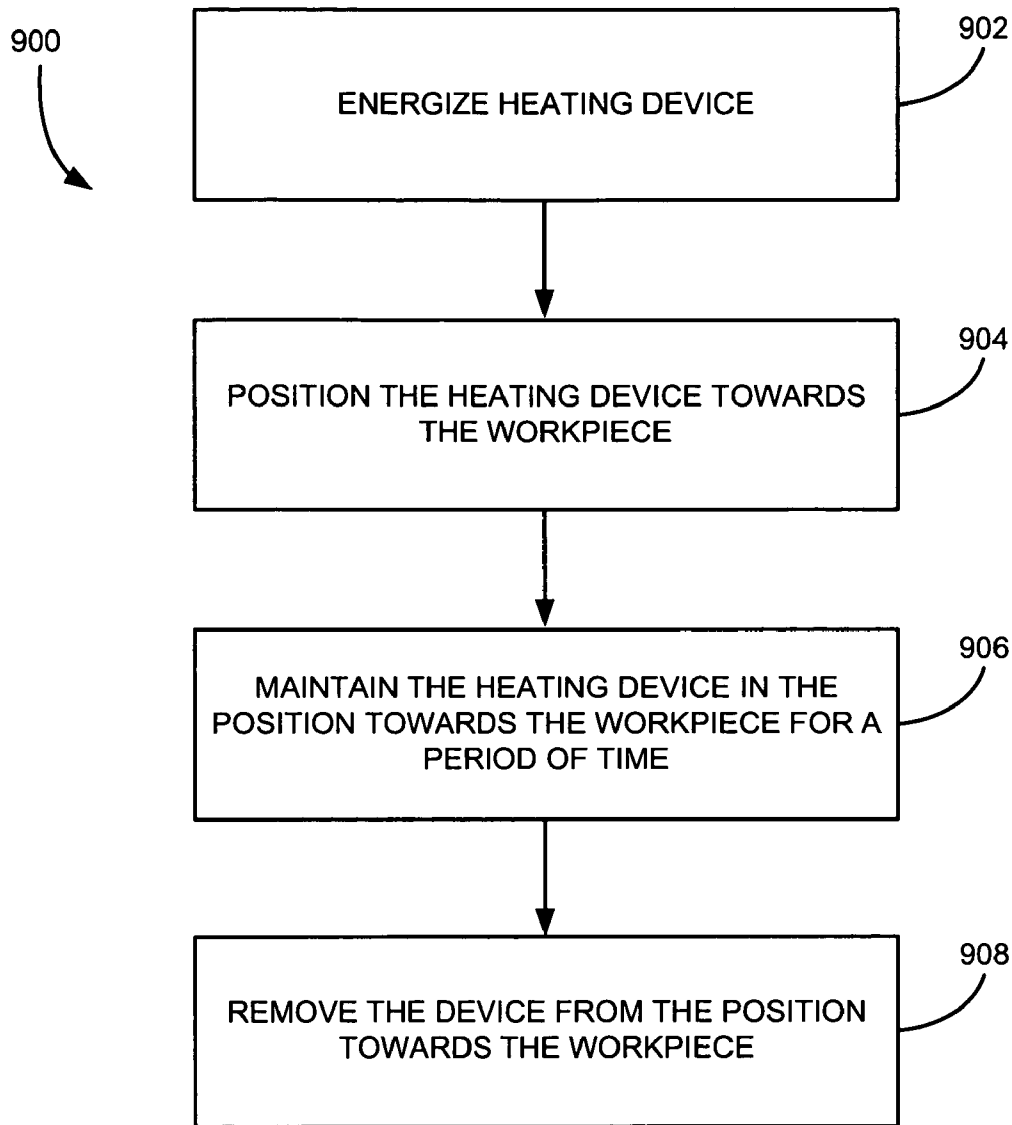 900
902
ENERGIZE HEATING DEVICE
904
POSITION THE HEATING DEVICE TOWARDS
THE WORKPIECE
906
MAINTAIN THE HEATING DEVICE IN THE
POSITION TOWARDS THE WORKPIECE FOR A
PERIOD OF TIME
908
REMOVE THE DEVICE FROM THE POSITION
TOWARDS THE WORKPIECE